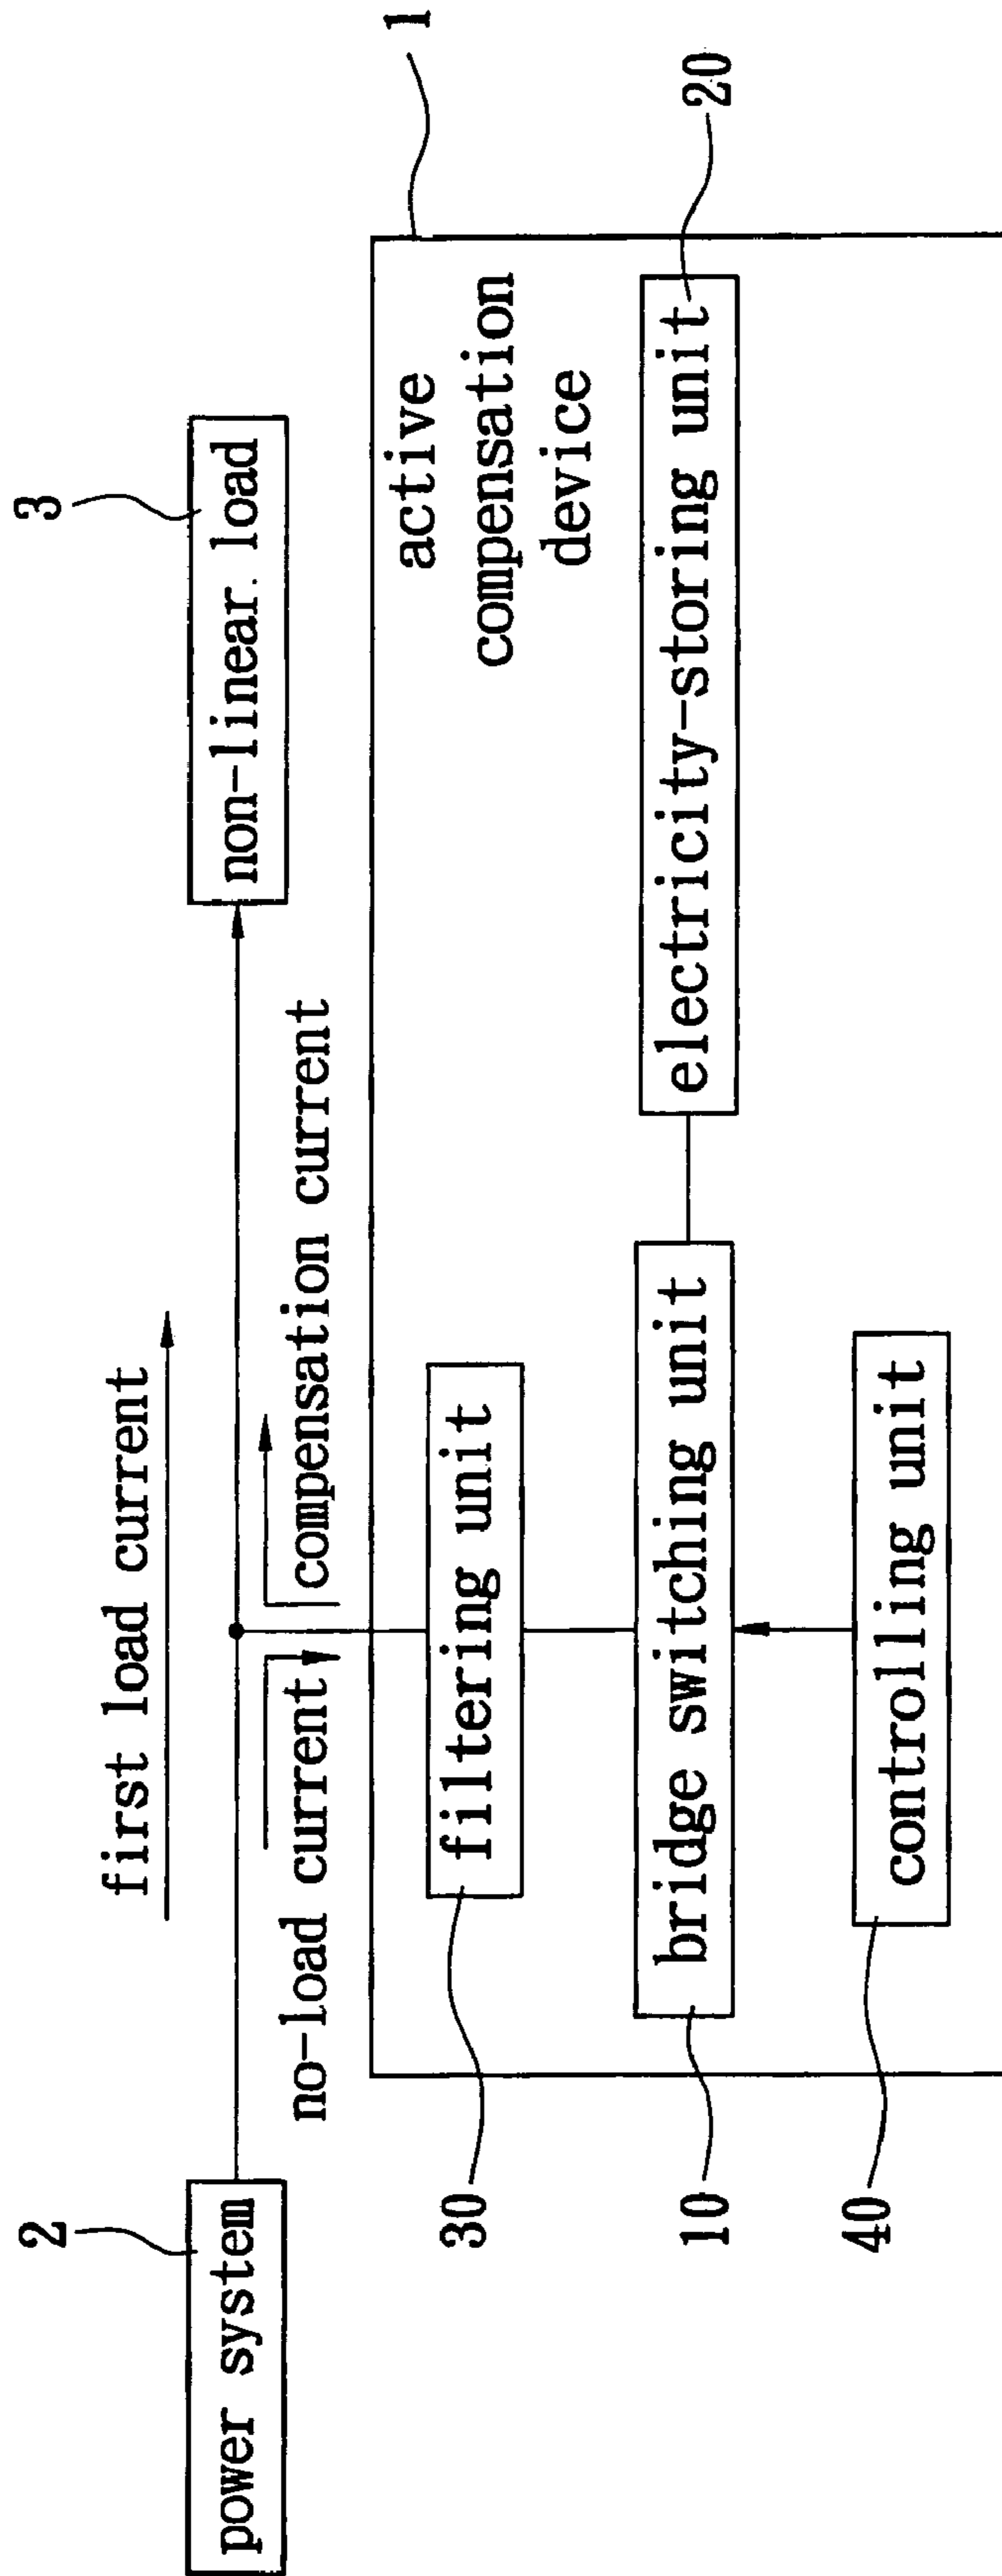 first load current
2
3
power system
non-linear load
no-load current
compensation current
1
active
compensation
device
30
filtering unit
10
bridge switching unit
electricity-storing unit
20
40
controlling unit